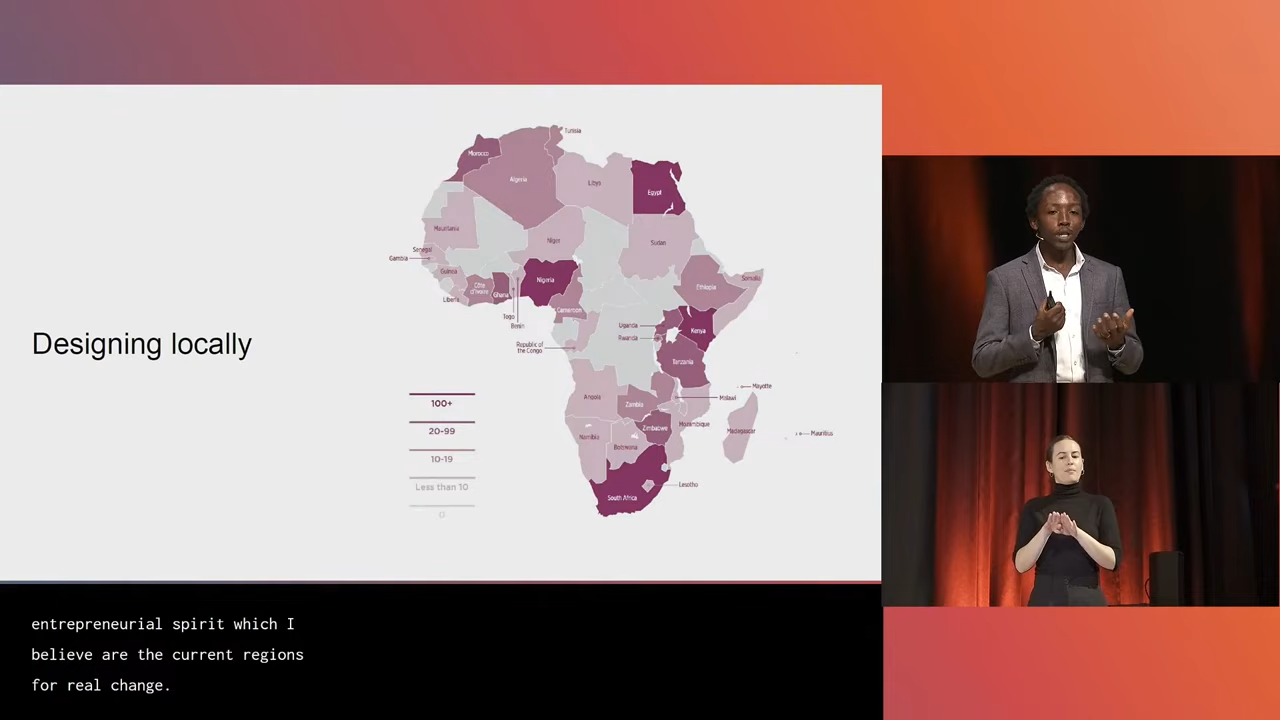 Designing locally
Tunisia
Morocco
Algeria
Libya
Egypt
Mauritania
Niger
Sudan
Senegal
Gambia
Guinea
Nigeria
Côte
d'Ivoire
Ghana
Liberia
Togo
Benin
Cameroon
Republic of
the Congo
Ethiopia
Somalia
Uganda
Kenya
Rwanda
Tanzania
Mayotte
Malawi
Angola
Zambia
Mozambique
Madagascar
Mauritius
Zimbabwe
Namibia
Botswana
Lesotho
South Africa
100+
20-99
10-19
Less than 10
0
entrepreneurial spirit which I
believe are the current regions
for real change.